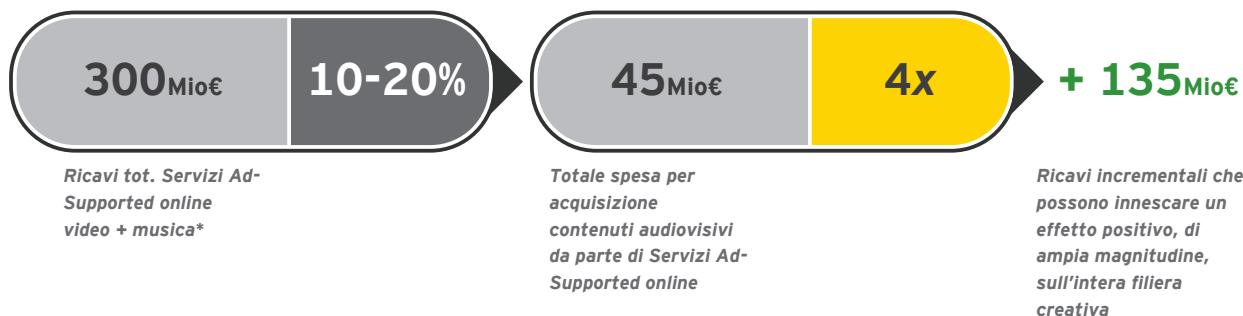 300Mio€
10-20%
45Mio€
4x
+ 135Mio€
Ricavi tot. Servizi Ad-
Supported online
video + musica*
Totale spesa per
acquisizione
contenuti audiovisivi
da parte di Servizi Ad-
Supported online
Ricavi incrementali che
possono innescare un
effetto positivo, di
ampia magnitudine,
sull'intera filiera
creativa